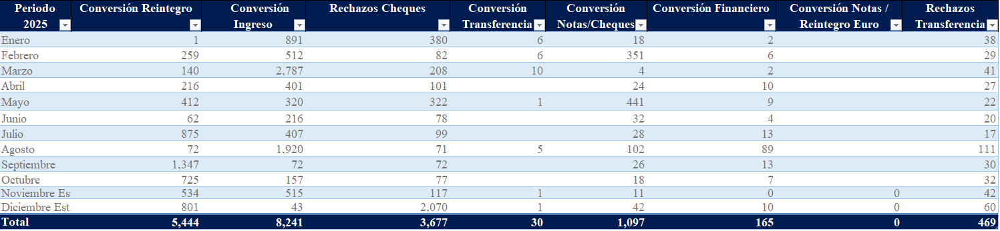 Periodo 2025 Conversión Reintegro Conversión Ingreso Rechazos Cheques Conversión Transferencia Conversión Notas/Cheques Conversión Financiero Conversión Notas / Reintegro Euro Rechazos Transferencia
Enero 1 891 380 6 18 2 38
Febrero 259 512 82 6 351 6 29
Marzo 140 2,787 208 10 4 2 41
Abril 216 401 101 24 10 27
Mayo 412 320 322 1 441 9 22
Junio 62 216 78 32 4 20
Julio 875 407 99 28 13 17
Agosto 72 1,920 71 5 102 89 111
Septiembre 1,347 72 72 26 13 30
Octubre 725 157 77 18 7 32
Noviembre Es 534 515 117 1 11 0 0 42
Diciembre Est. 801 43 2,070 1 42 10 0 60
Total 5,444 8,241 3,677 30 1,097 165 0 469